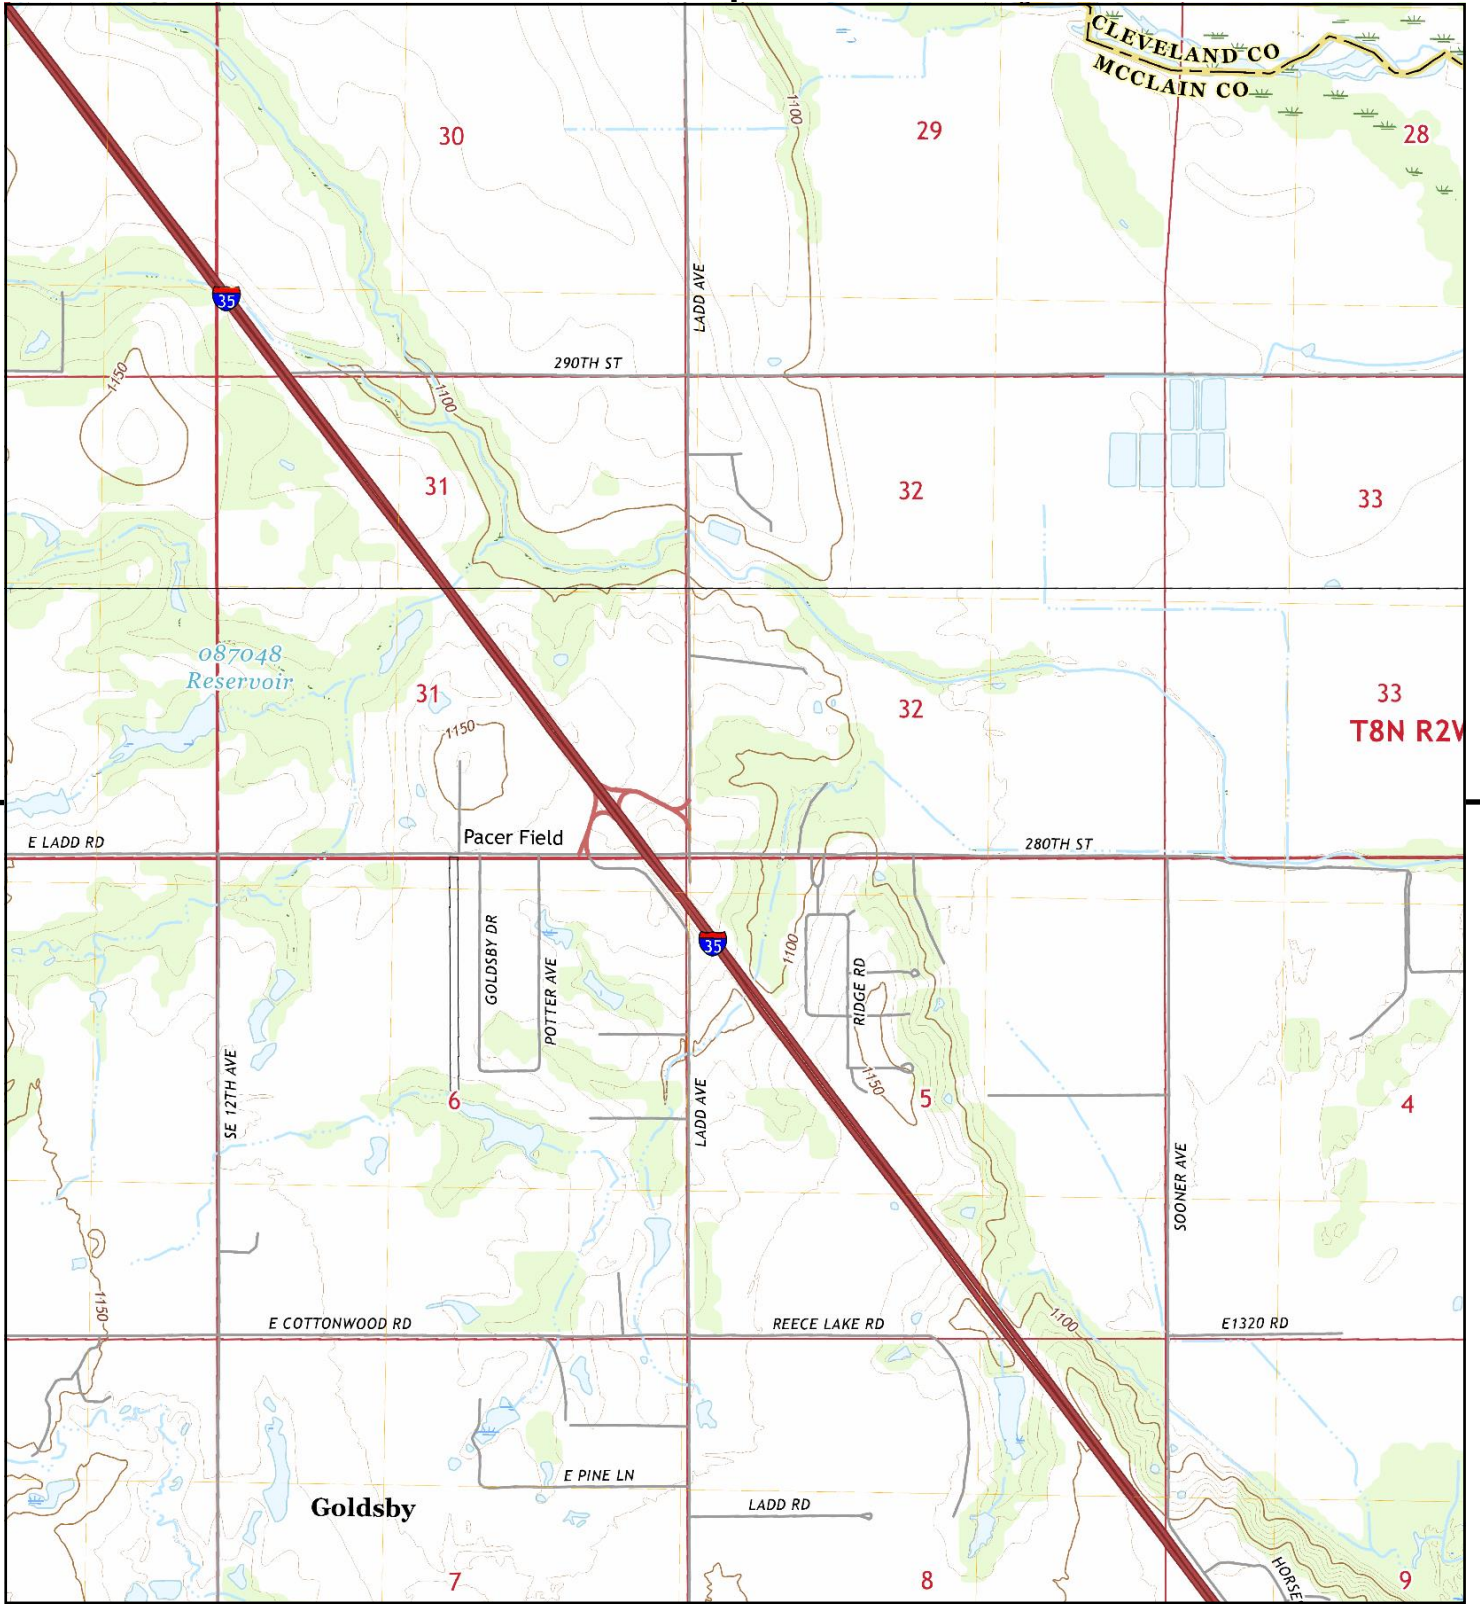 CLEVELAND CO
MCCLAIN CO
1100
30
29
28
LADD AVE
35
290TH ST
1150
1100
31
32
33
087048
Reservoir
31
32
33
T8N R2
1150
Pacer Field
E LADD RD
280TH ST
GOLDSBY DR
POTTER AVE
35
1100
RIDGE RD
SE 12TH AVE
LADD AVE
1150
6
5
4
SOONER AVE
1150
1100
E COTTONWOOD RD
REECE LAKE RD
E1320 RD
E PINE LN
Goldsby
LADD RD
HORSE
7
8
9